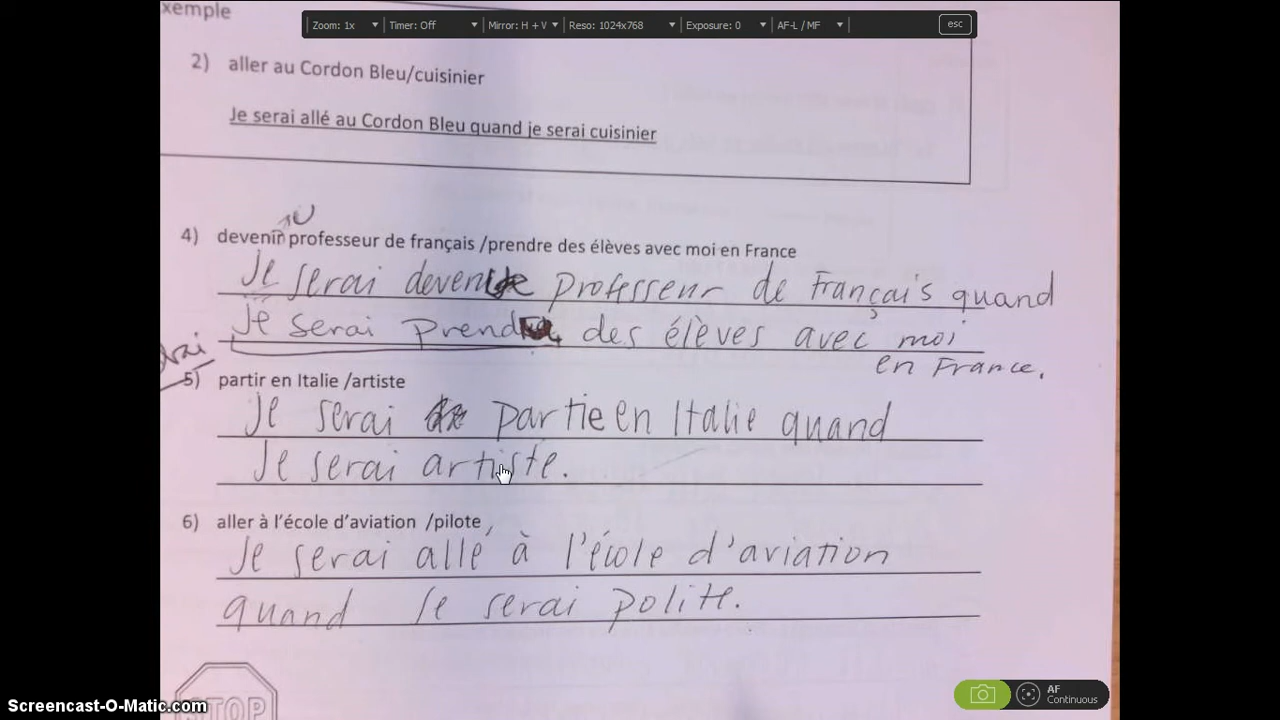 xemple
Zoom: 1x Timer: Off Mirror: H + V Reso: 1024x768 Exposure: 0 AF-L / MF esc
2) aller au Cordon Bleu/cuisinier
Je serai allé au Cordon Bleu quand je serai cuisinier
4) devenir professeur de français /prendre des élèves avec moi en France
Je serai professeur de Français quand
je serai des élèves avec moi
en France.
rai
5) partir en Italie /artiste
Je serai partie en Italie quand
Je serai artiste.
6) aller à l'école d'aviation /pilote
Je serai allé à l'école d'aviation
quand Je serai polite.
STOP
AF
Continuous
Screencast-O-Matic.com